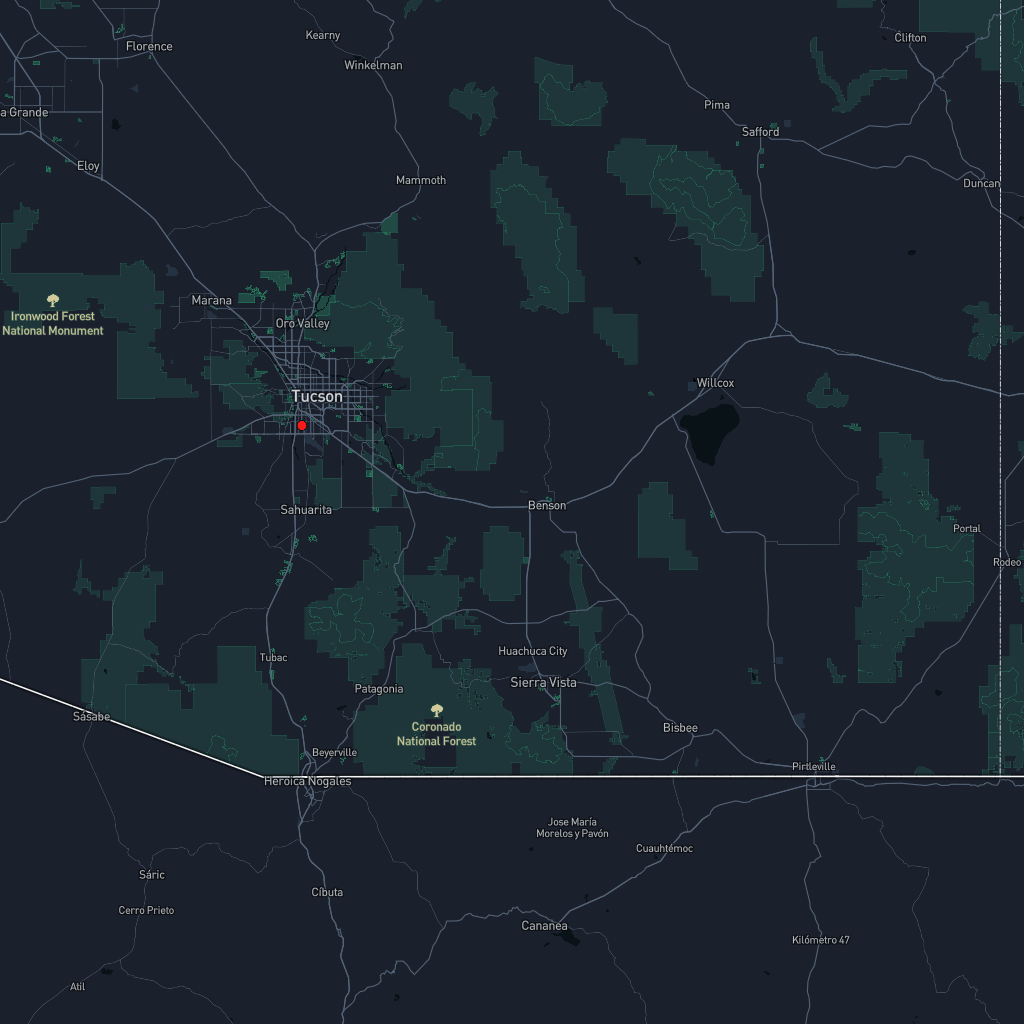 Kearny
Clifton
Florence
Winkelman
Pima
a Grande
Safford
Eloy
Mammoth
Duncan
Marana
Ironwood Forest
National Monument
Oro Valley
Willcox
Tucson
Benson
Sahuarita
Portal
Rodeo
Huachuca City
Tubac
Sierra Vista
Patagonia
Sásabe
Coronado
National Forest
Bisbee
Beyerville
Pirtleville
Heroica Nogales
Jose María
Morelos y Pavón
Cuauhtémoc
Sáric
Cíbuta
Cerro Prieto
Cananea
Kilómetro 47
Atil